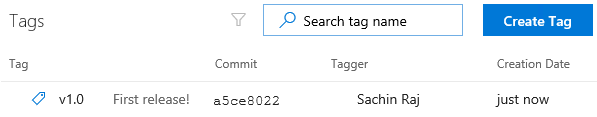 Tags Search tag name Create Tag
Tag Commit Tagger Creation Date
v1.0 First release! a5ce8022 Sachin Raj just now